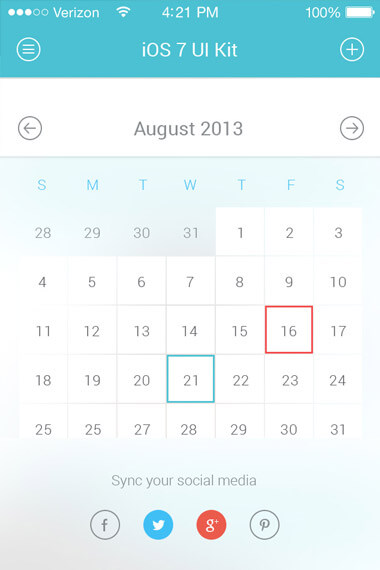 Verizon 4:21 PM 100%
iOS 7 UI Kit
August 2013
S M T W T F S
28 29 30 31 1 2 3
4 5 6 7 8 9 10
11 12 13 14 15 16 17
18 19 20 21 22 23 24
25 25 27 28 29 30 31
Sync your social media
f g+